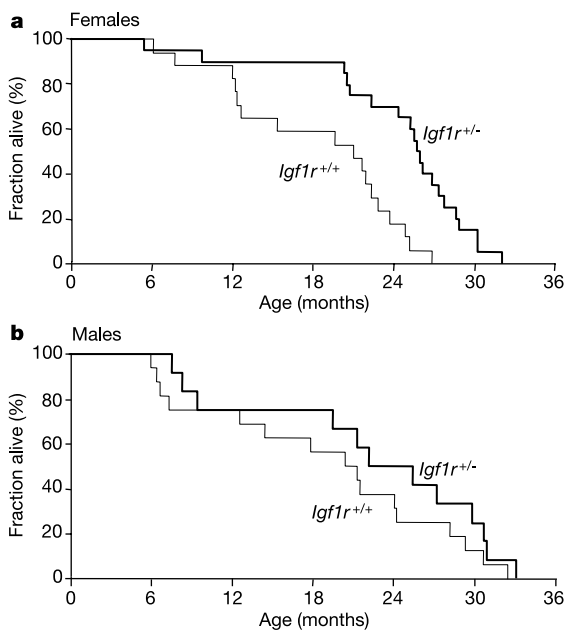 a Females
100
80
60
40
20
0
Fraction alive (%)
Igf1r+/-
Igf1r+/+
0 6 12 18 24 30 36
Age (months)
b Males
100
80
60
40
20
0
Fraction alive (%)
Igf1r+/-
Igf1r+/+
0 6 12 18 24 30 36
Age (months)